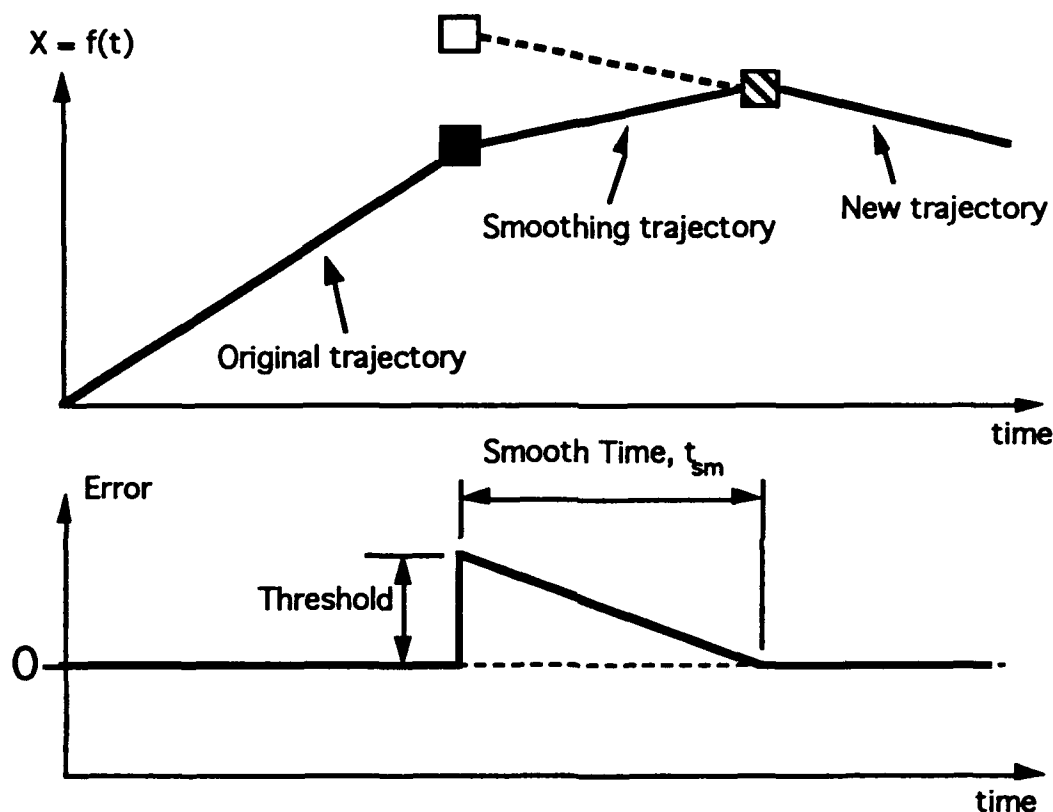 X = f(t)
Smoothing trajectory
New trajectory
Original trajectory
time
Smooth Time, tsm
Error
Threshold
0
time